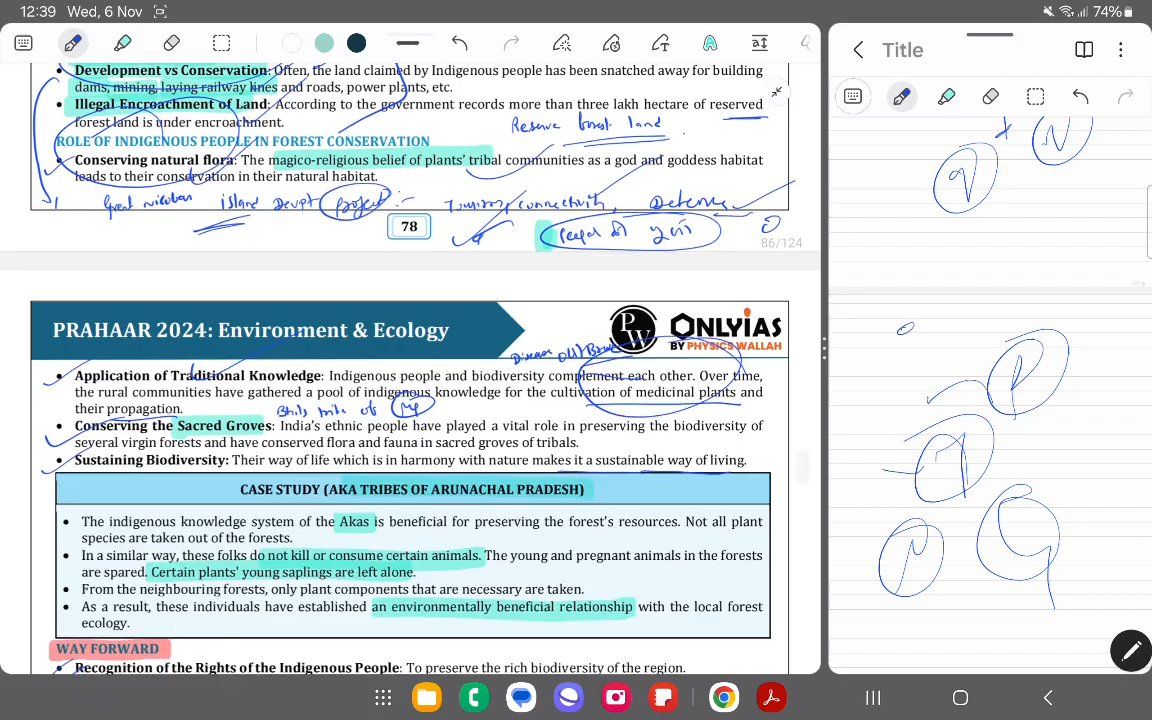 12:39 Wed, 6 Nov
74%
Development vs Conservation: Often, the land claimed by Indigenous people has been snatched away for building
dams, mining, laying railway lines and roads, power plants, etc.
Illegal Encroachment of Land: According to the government records more than three lakh hectare of reserved
forest land is under encroachment.
Reserve forest land
ROLE OF INDIGENOUS PEOPLE IN FOREST CONSERVATION
Conserving natural flora: The magico-religious belief of plants' tribal communities as a god and goddess habitat
leads to their conservation in their natural habitat.
Great nicobar island Devpt project :- Tourism, connectivity, Defence
78
86/124
PRAHAAR 2024: Environment & Ecology
PW
ONLYIAS
BY PHYSICS WALLAH
Disease
Application of Traditional Knowledge: Indigenous people and biodiversity complement each other. Over time,
the rural communities have gathered a pool of indigenous knowledge for the cultivation of medicinal plants and
their propagation.
Bhils tribe of MP
Conserving the Sacred Groves: India's ethnic people have played a vital role in preserving the biodiversity of
several virgin forests and have conserved flora and fauna in sacred groves of tribals.
Sustaining Biodiversity: Their way of life which is in harmony with nature makes it a sustainable way of living.
CASE STUDY (AKA TRIBES OF ARUNACHAL PRADESH)
The indigenous knowledge system of the Akas is beneficial for preserving the forest's resources. Not all plant
species are taken out of the forests.
In a similar way, these folks do not kill or consume certain animals. The young and pregnant animals in the forests
are spared. Certain plants' young saplings are left alone.
From the neighbouring forests, only plant components that are necessary are taken.
As a result, these individuals have established an environmentally beneficial relationship with the local forest
ecology.
WAY FORWARD
Recognition of the Rights of the Indigenous People: To preserve the rich biodiversity of the region.
Title
N
P